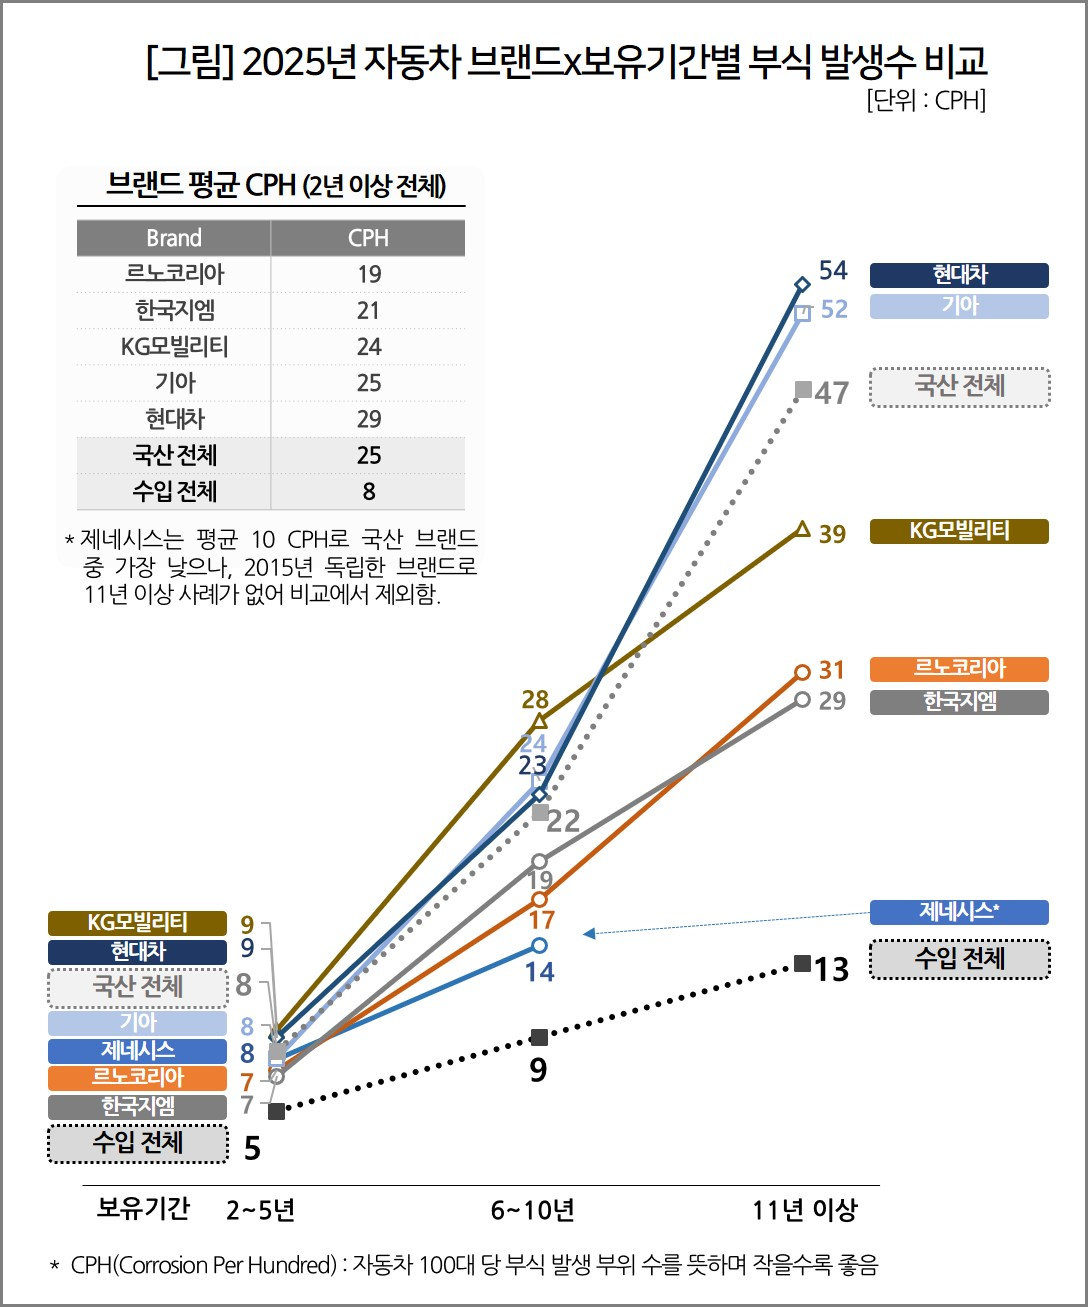 [그림] 2025년 자동차 브랜드x보유기간별 부식 발생수 비교
[단위 : CPH]
브랜드 평균 CPH (2년 이상 전체)
Brand CPH
르노코리아 19
한국지엠 21
KG모빌리티 24
기아 25
현대차 29
국산 전체 25
수입 전체 8
* 제네시스는 평균 10 CPH로 국산 브랜드
중 가장 낮으나, 2015년 독립한 브랜드로
11년 이상 사례가 없어 비교에서 제외함.
54 현대차
52 기아
47 국산 전체
39 KG모빌리티
31 르노코리아
29 한국지엠
28
24
23
22
19
17
14
제네시스*
13 수입 전체
9
KG모빌리티 9
현대차 9
국산 전체 8
기아 8
제네시스 8
르노코리아 7
한국지엠 7
수입 전체 5
보유기간 2~5년 6~10년 11년 이상
* CPH(Corrosion Per Hundred) : 자동차 100대 당 부식 발생 부위 수를 뜻하며 작을수록 좋음